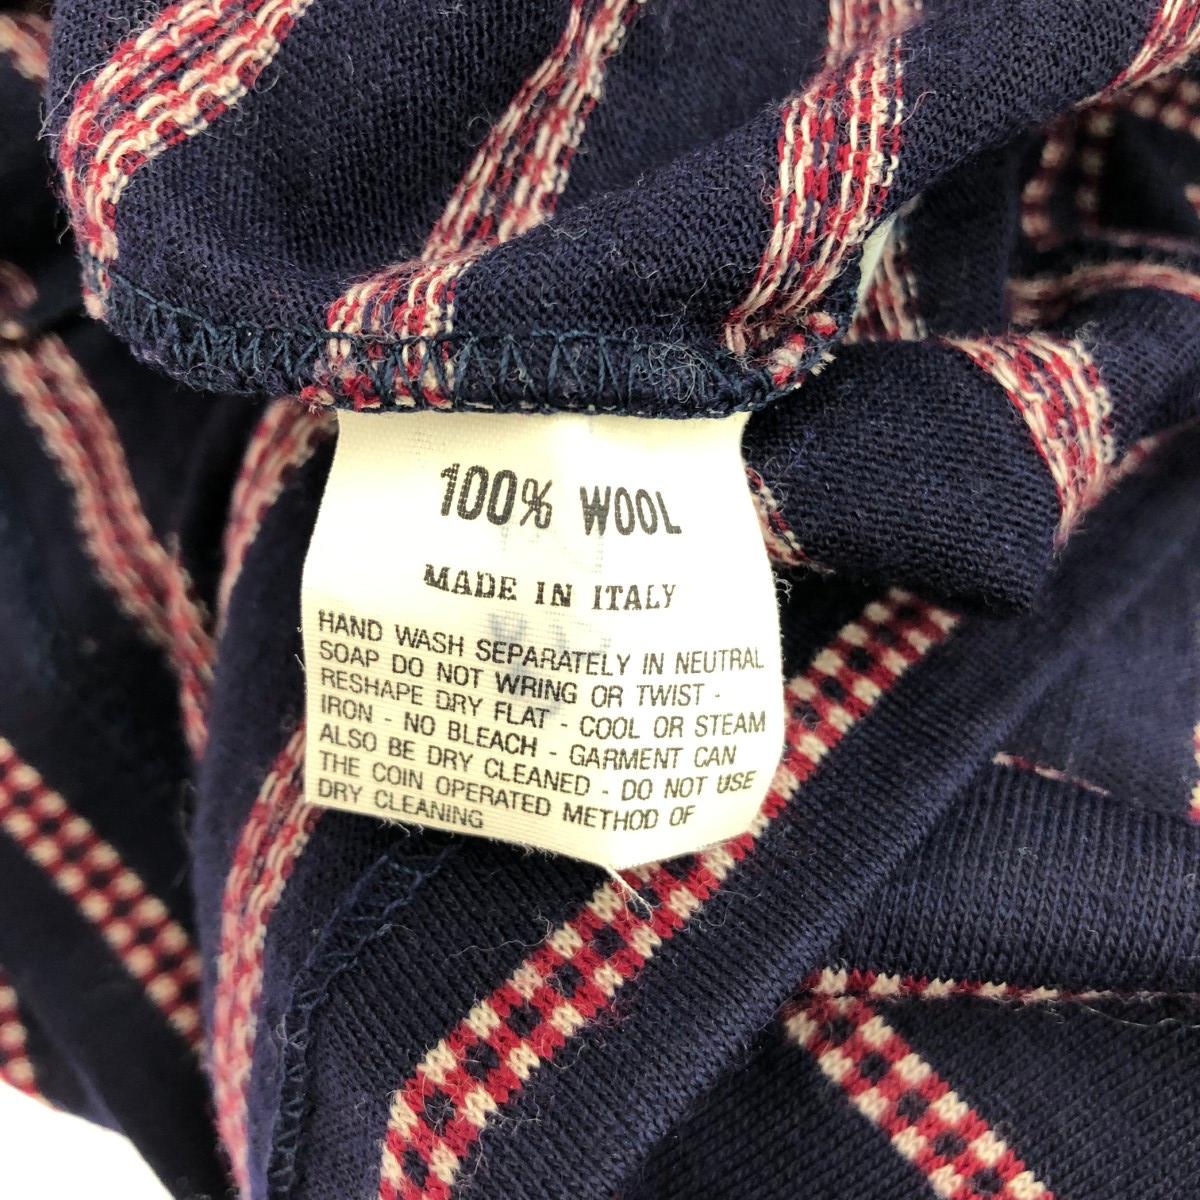 100% WOOL
MADE IN ITALY
HAND WASH SEPARATELY IN NEUTRAL
SOAP DO NOT WRING OR TWIST -
RESHAPE DRY FLAT - COOL OR STEAM
IRON - NO BLEACH - GARMENT CAN
ALSO BE DRY CLEANED - DO NOT USE
THE COIN OPERATED METHOD OF
DRY CLEANING